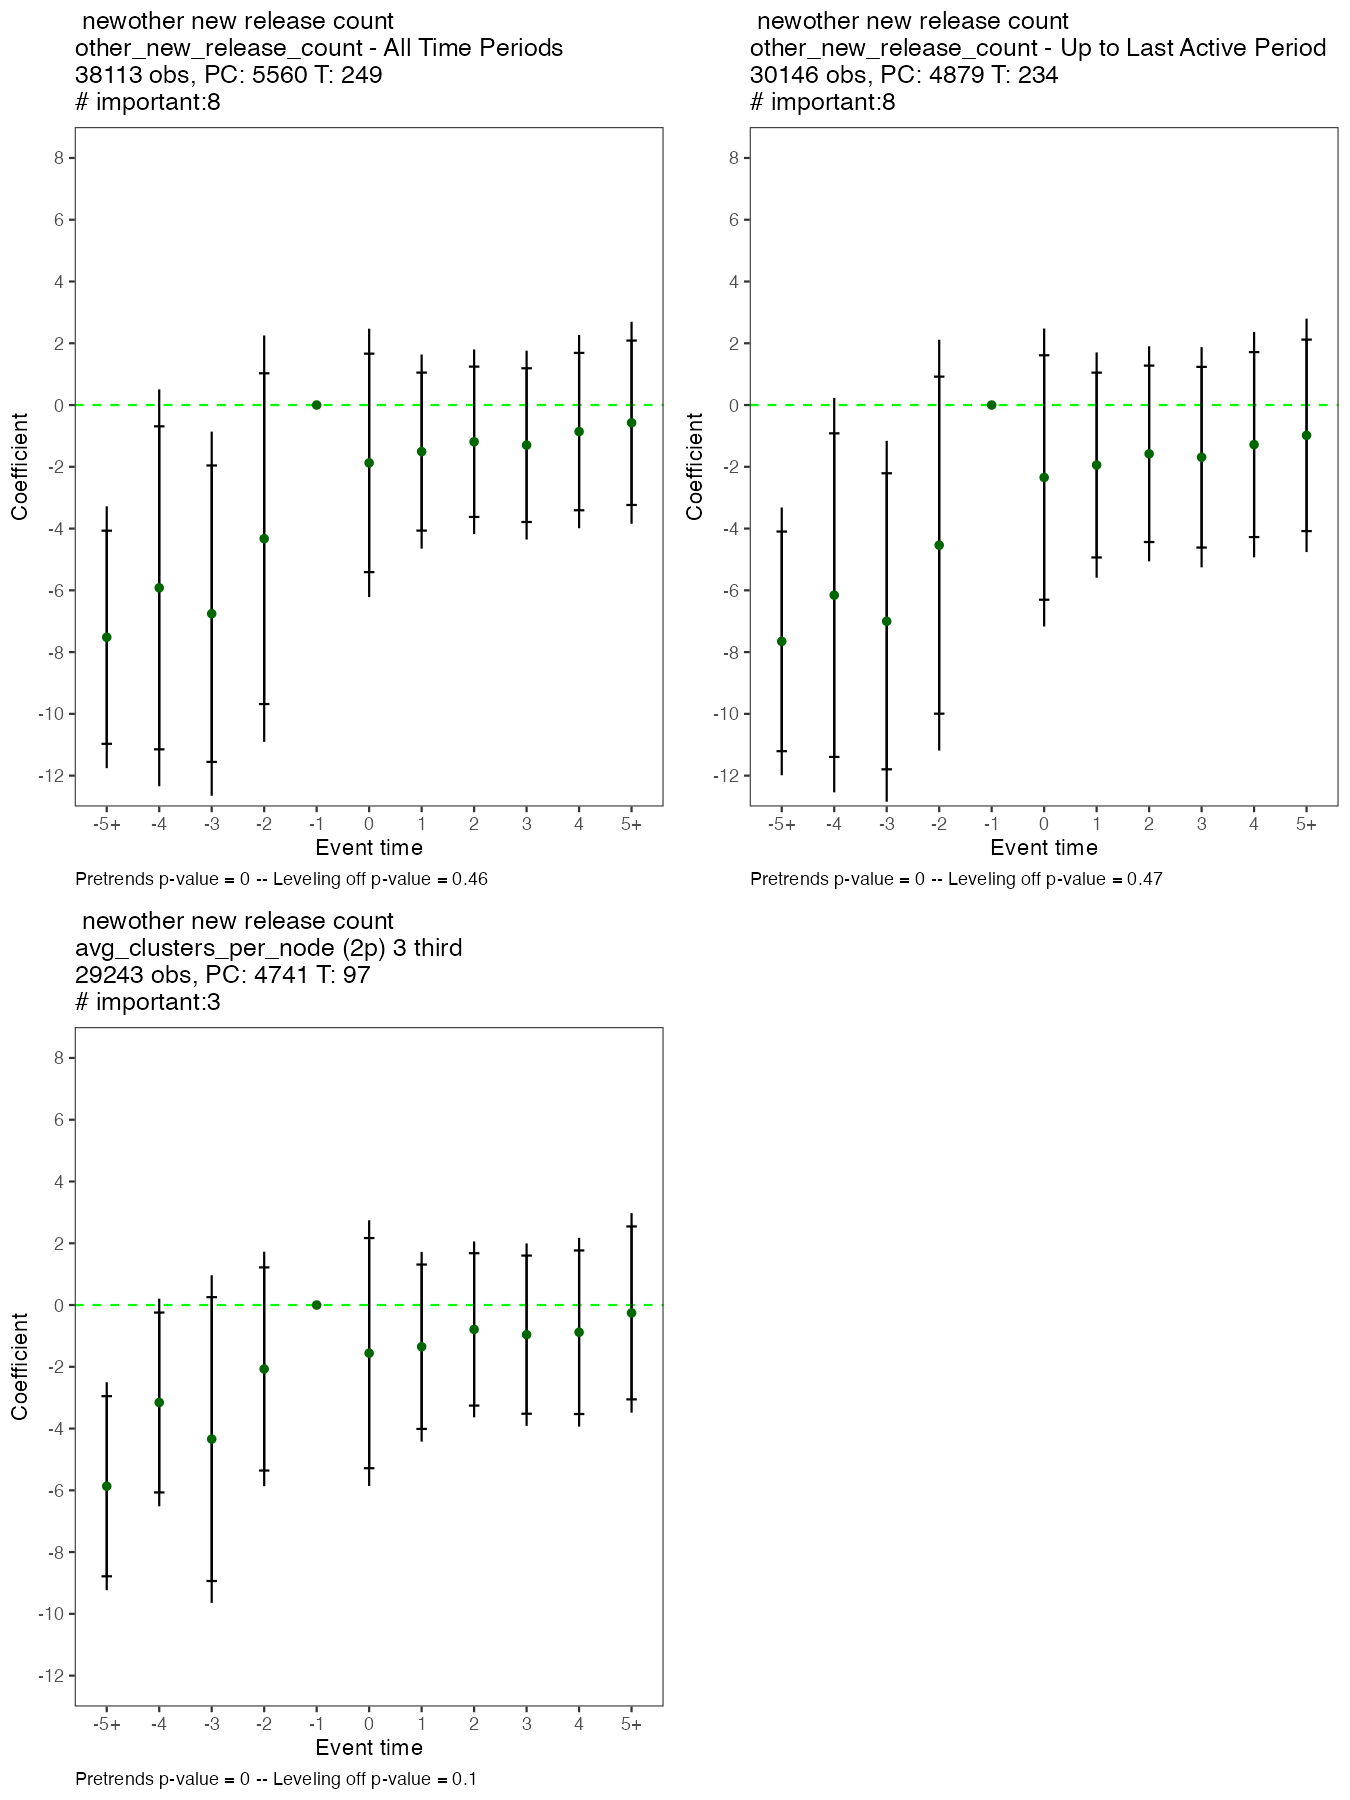 newother new release count
other_new_release_count - All Time Periods
38113 obs, PC: 5560 T: 249
# important:8
8
6
4
2
0
-2
-4
-6
-8
-10
-12
Coefficient
-5+ -4 -3 -2 -1 0 1 2 3 4 5+
Event time
Pretrends p-value = 0 -- Leveling off p-value = 0.46
newother new release count
other_new_release_count - Up to Last Active Period
30146 obs, PC: 4879 T: 234
# important:8
8
6
4
2
0
-2
-4
-6
-8
-10
-12
Coefficient
-5+ -4 -3 -2 -1 0 1 2 3 4 5+
Event time
Pretrends p-value = 0 -- Leveling off p-value = 0.47
newother new release count
avg_clusters_per_node (2p) 3 third
29243 obs, PC: 4741 T: 97
# important:3
8
6
4
2
0
-2
-4
-6
-8
-10
-12
Coefficient
-5+ -4 -3 -2 -1 0 1 2 3 4 5+
Event time
Pretrends p-value = 0 -- Leveling off p-value = 0.1